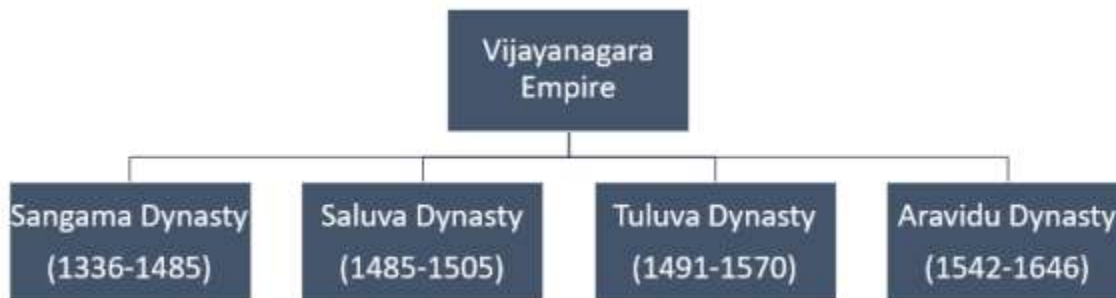 Vijayanagara
Empire
Sangama Dynasty
(1336-1485)
Saluva Dynasty
(1485-1505)
Tuluva Dynasty
(1491-1570)
Aravidu Dynasty
(1542-1646)